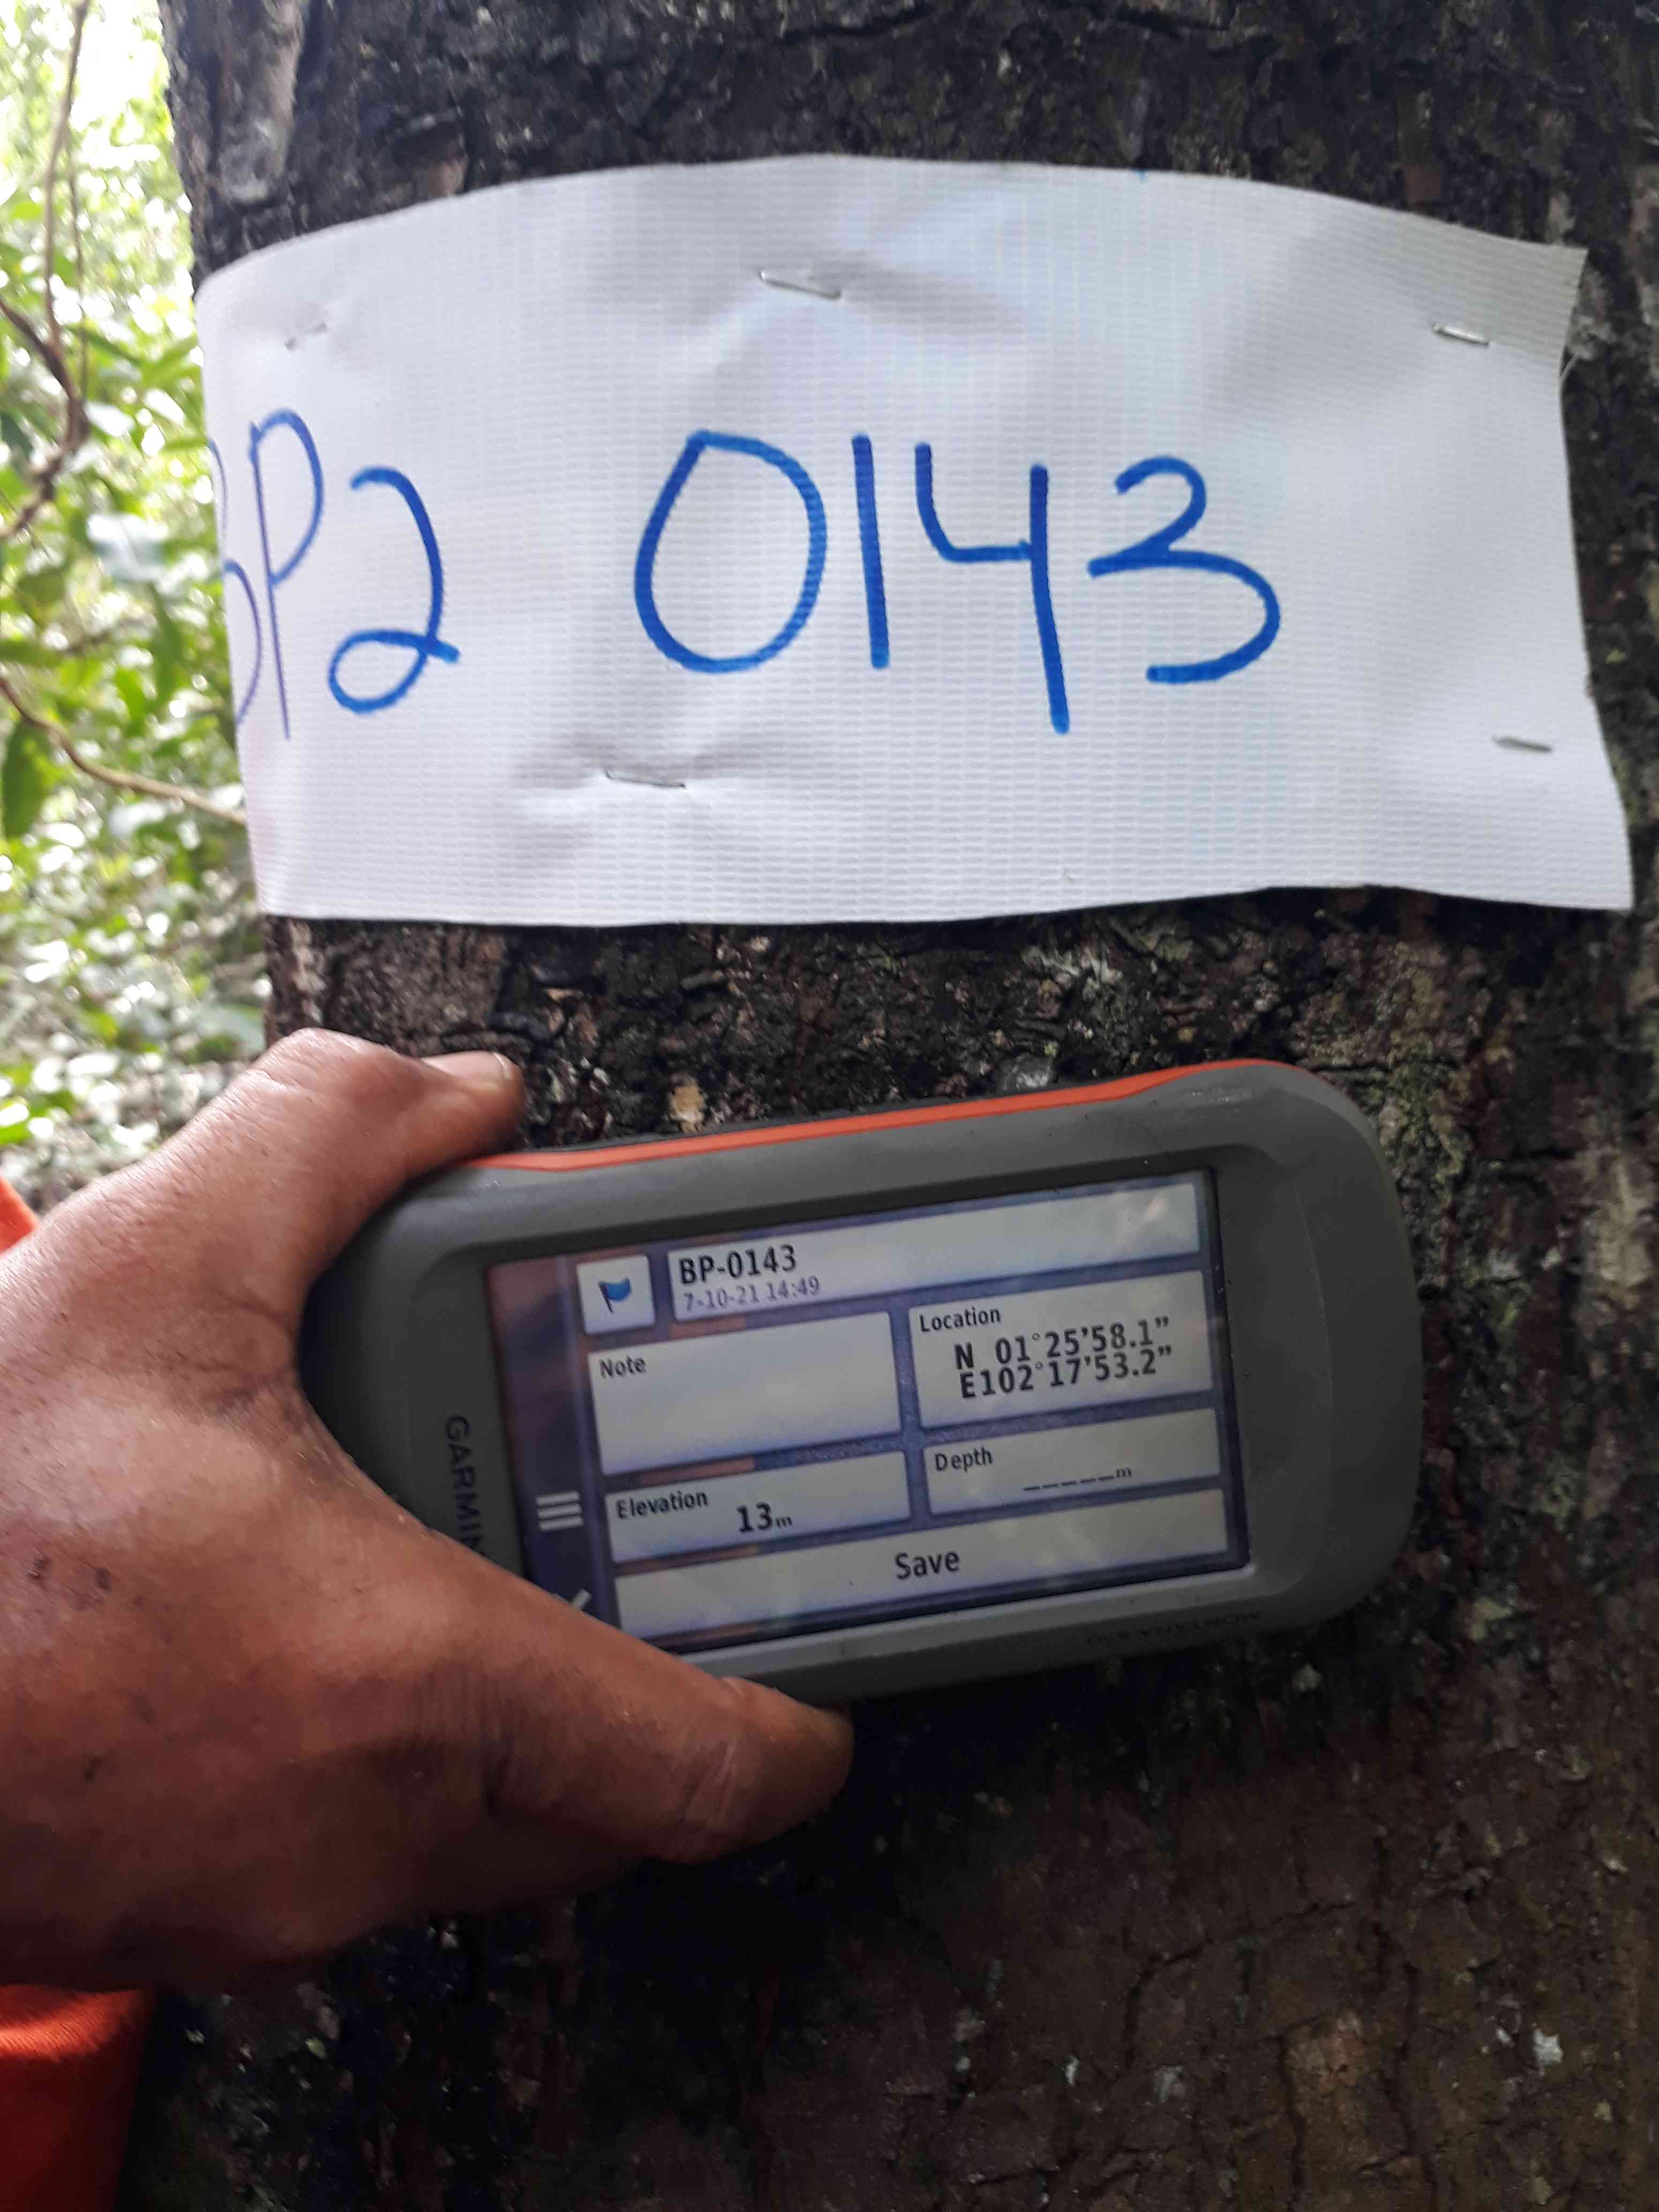 BP2 0143
BP-0143
7-10-21 14:49
Note
Location
N 01°25'58.1"
E102°17'53.2"
Elevation
13m
Depth
_____m
Save
GARMIN